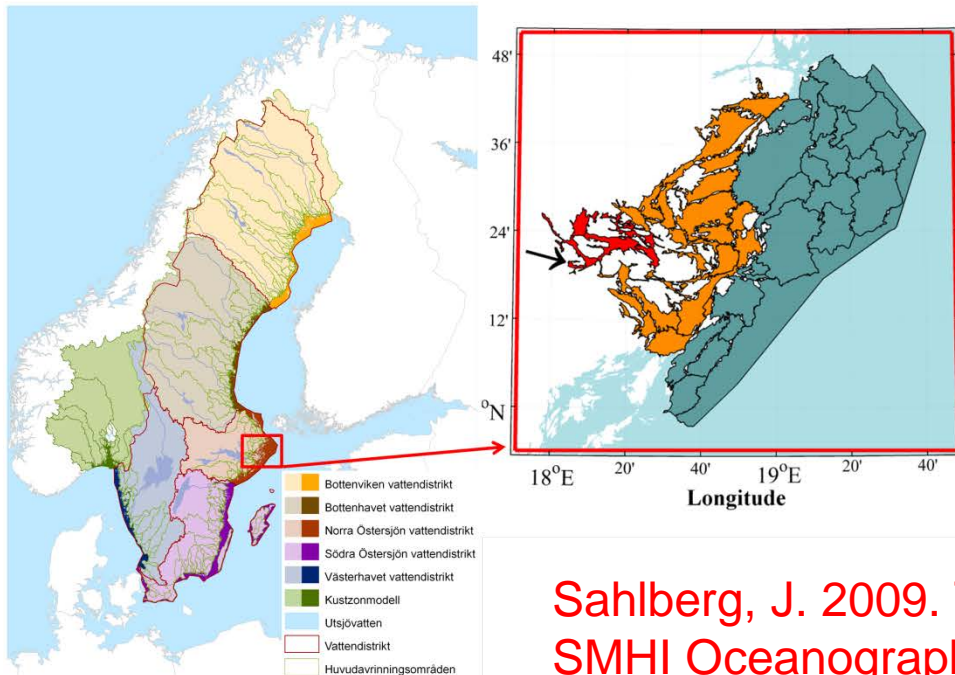 48'
36'
24'
12'
°N
18°E
20'
40'
19°E
20'
40'
Longitude
Bottenviken vattendistrikt
Bottenhavet vattendistrikt
Norra Östersjön vattendistrikt
Södra Östersjön vattendistrikt
Västerhavet vattendistrikt
Kustzonmodell
Utsjövatten
Vattendistrikt
Huvudavrinningsområden
Sahlberg, J. 2009.
SMHI Oceanograph